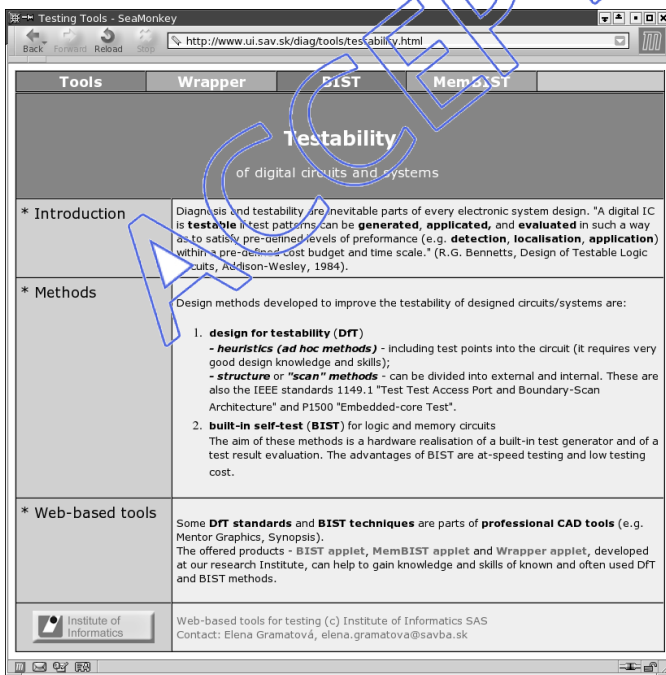 Testing Tools - SeaMonkey
Back Forward Reload Stop http://www.ui.sav.sk/diag/tools/testability.html
Tools Wrapper BIST MemBIST
Testability
of digital circuits and systems
* Introduction
Diagnosis and testability are inevitable parts of every electronic system design. "A digital IC
is testable if test patterns can be generated, applicated, and evaluated in such a way
as to satisfy pre-defined levels of preformance (e.g. detection, localisation, application)
within a pre-defined cost budget and time scale." (R.G. Bennetts, Design of Testable Logic
Circuits, Addison-Wesley, 1984).
* Methods
Design methods developed to improve the testability of designed circuits/systems are:
1. design for testability (DfT)
- heuristics (ad hoc methods) - including test points into the circuit (it requires very
good design knowledge and skills);
- structure or "scan" methods - can be divided into external and internal. These are
also the IEEE standards 1149.1 "Test Test Access Port and Boundary-Scan
Architecture" and P1500 "Embedded-core Test".
2. built-in self-test (BIST) for logic and memory circuits
The aim of these methods is a hardware realisation of a built-in test generator and of a
test result evaluation. The advantages of BIST are at-speed testing and low testing
cost.
* Web-based tools
Some DfT standards and BIST techniques are parts of professional CAD tools (e.g.
Mentor Graphics, Synopsis).
The offered products - BIST applet, MemBIST applet and Wrapper applet, developed
at our research Institute, can help to gain knowledge and skills of known and often used DfT
and BIST methods.
Institute of
Informatics
Web-based tools for testing (c) Institute of Informatics SAS
Contact: Elena Gramatová, elena.gramatova@savba.sk